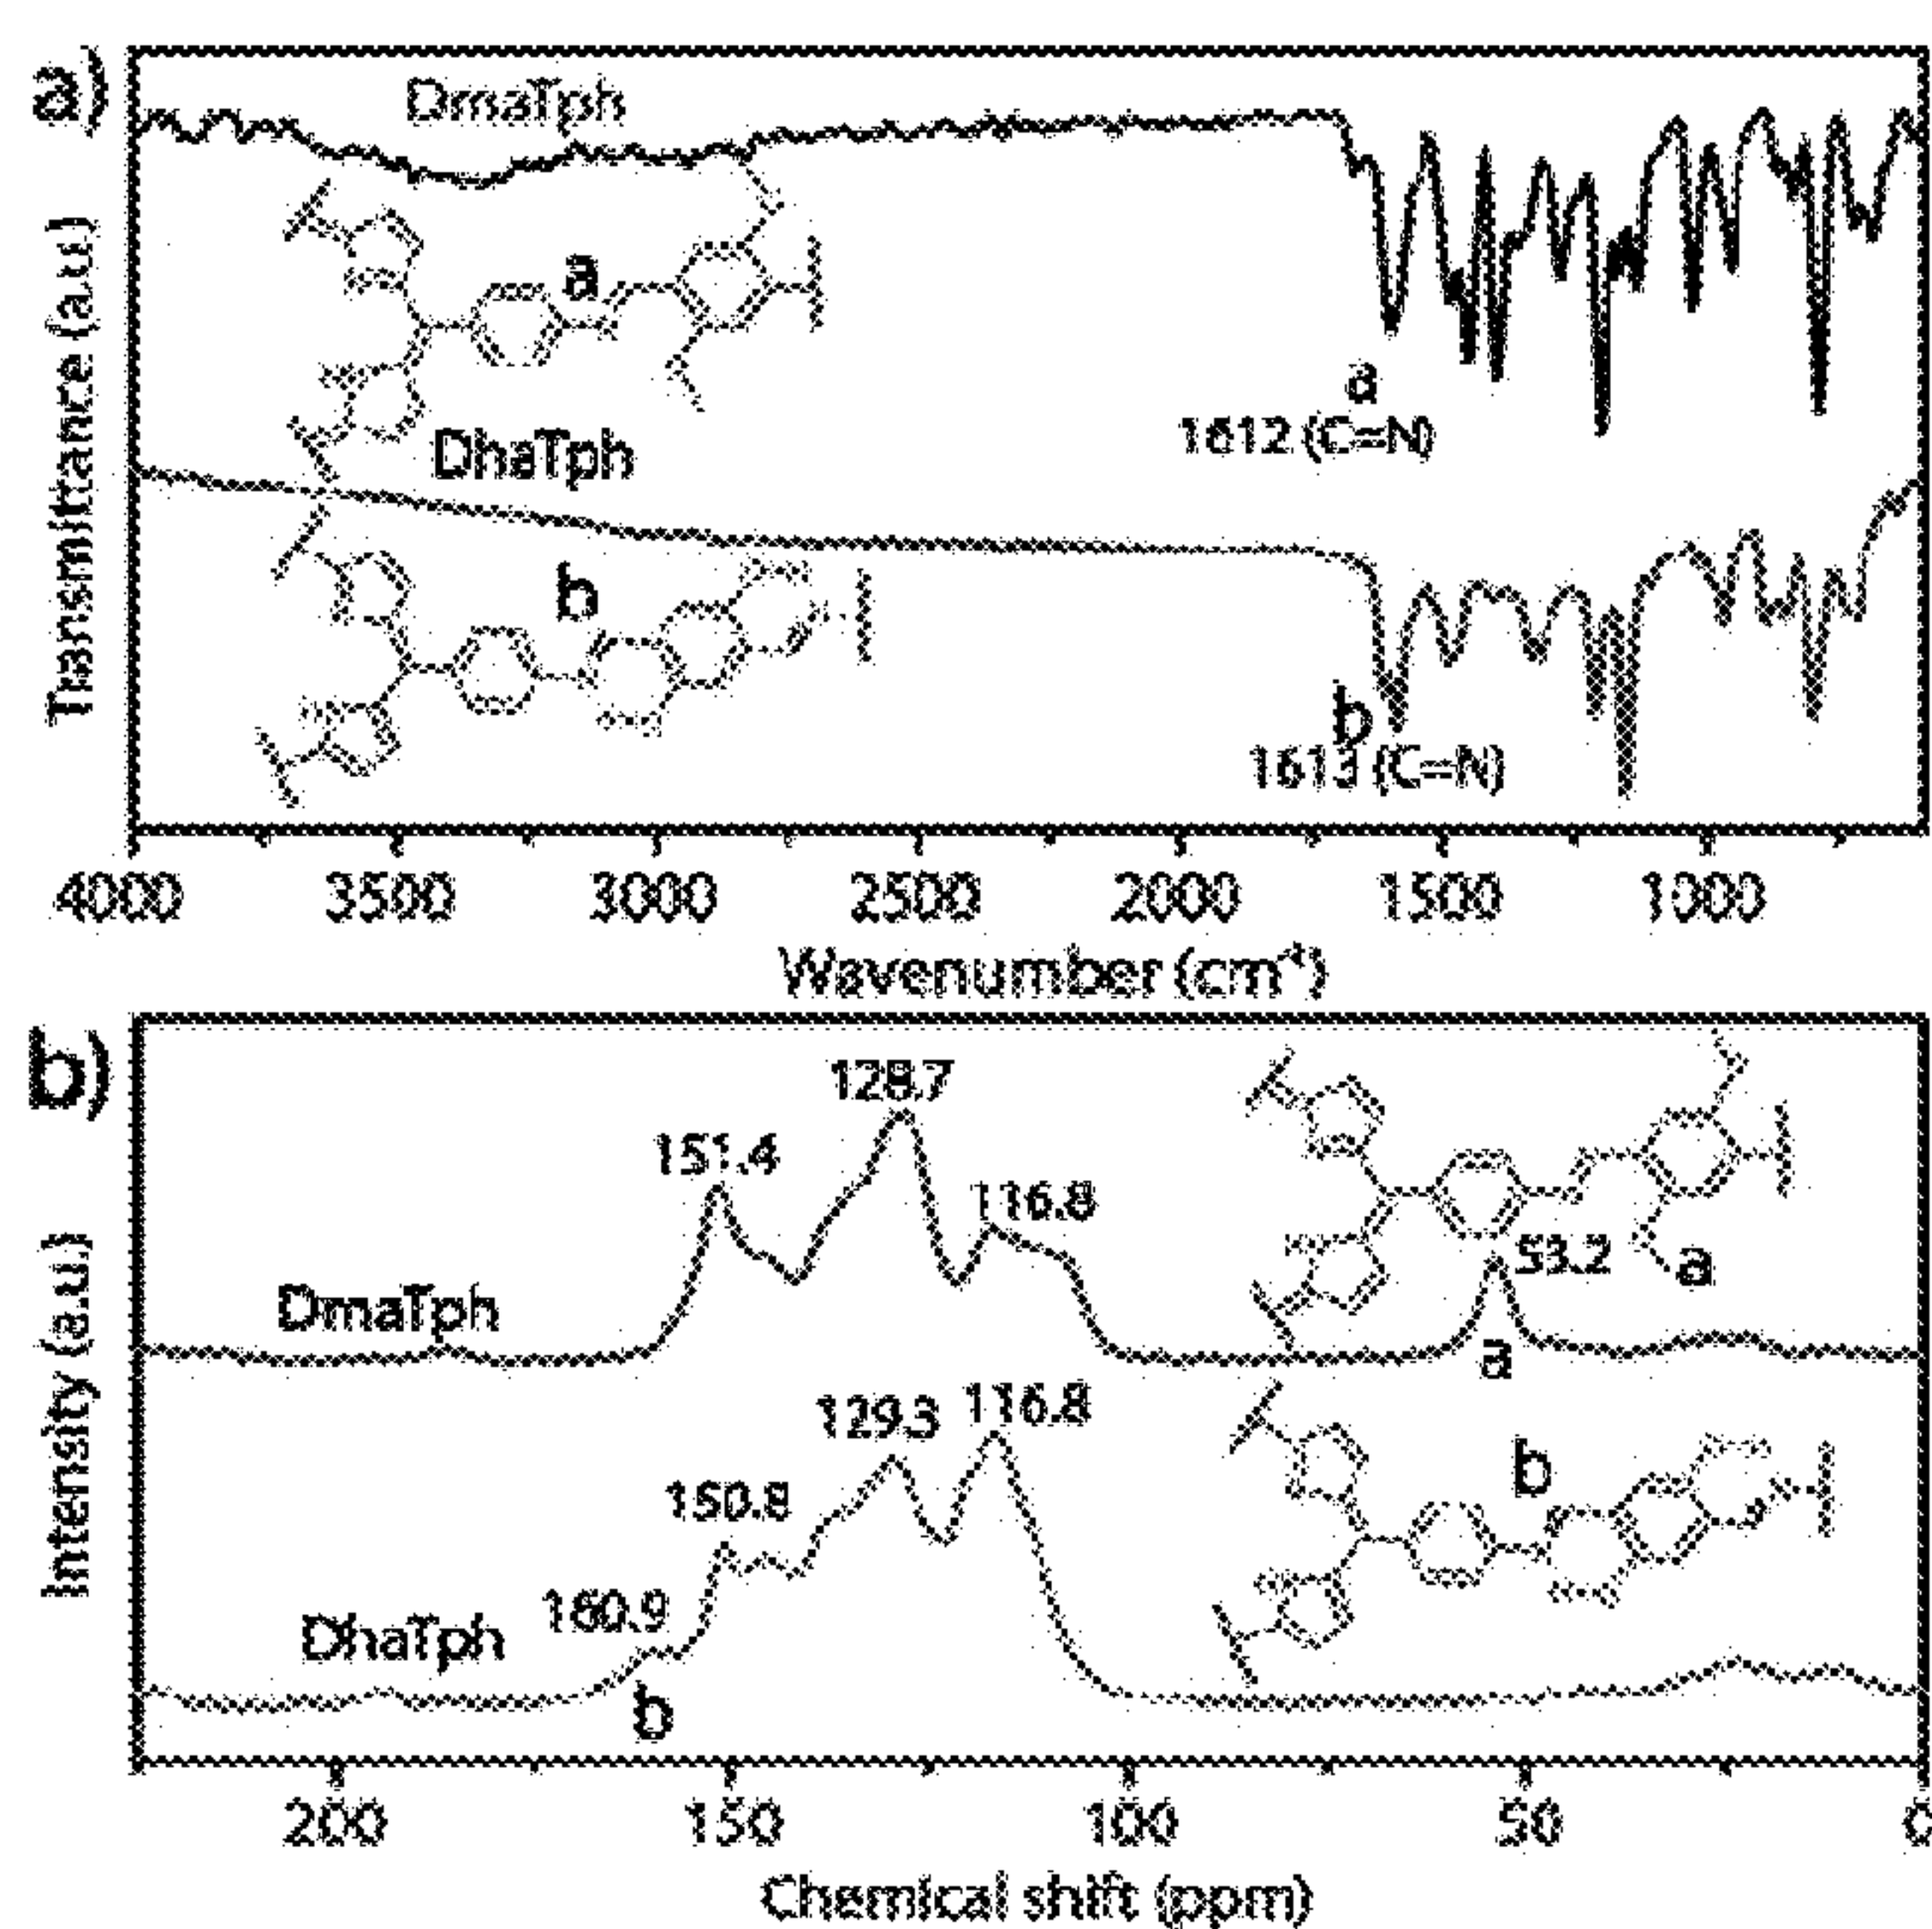 a)
DmaTph
a
a
1612 (C=N)
DhaTph
b
b
1613 (C=N)
Transmittance (a.u)
4000 3500 3000 2500 2000 1500 1000
Wavenumber (cm⁻¹)
b)
128.7
151.4
116.8
53.2
a
DmaTph
a
129.3 116.8
150.8
b
160.9
DhaTph
b
Intensity (a.u.)
200 150 100 50 0
Chemical shift (ppm)